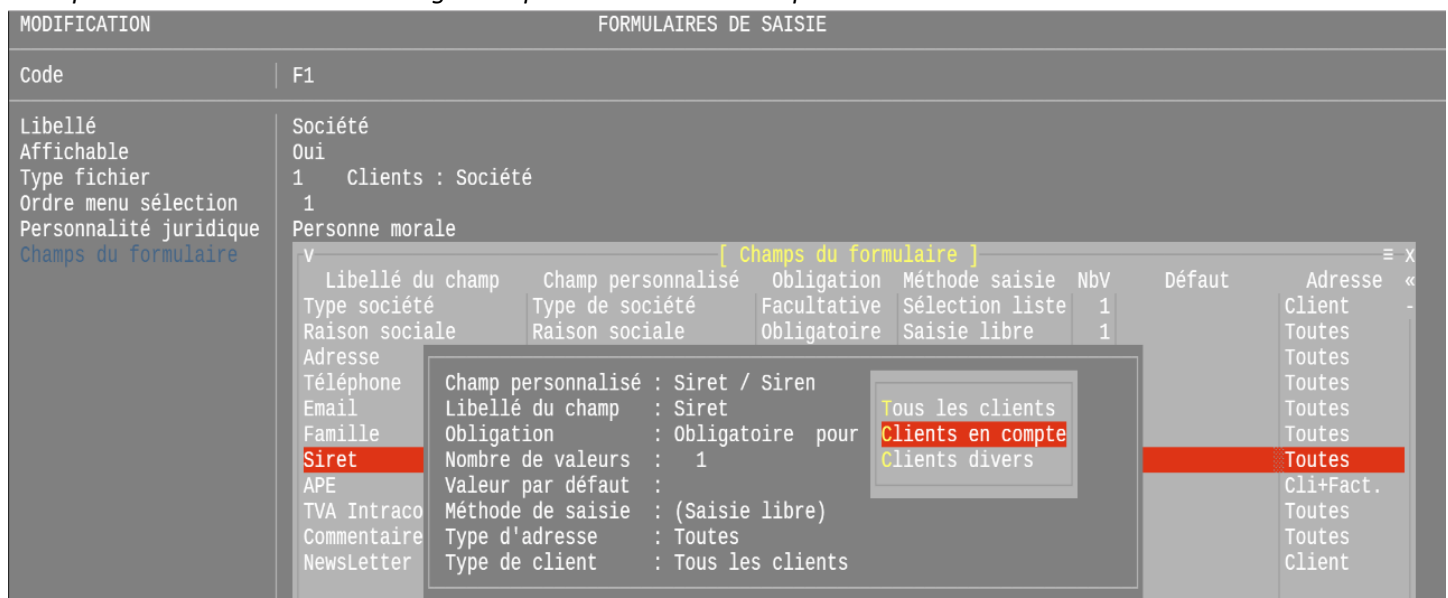 MODIFICATION FORMULAIRES DE SAISIE
Code F1
Libellé Société
Affichable Oui
Type fichier 1 Clients : Société
Ordre menu sélection 1
Personnalité juridique Personne morale
Champs du formulaire v [ Champs du formulaire ] ≡ x
Libellé du champ Champ personnalisé Obligation Méthode saisie NbV Défaut Adresse «
Type société Type de société Facultative Sélection liste 1 Client -
Raison sociale Raison sociale Obligatoire Saisie libre 1 Toutes
Adresse Toutes
Téléphone Champ personnalisé : Siret / Siren Toutes
Email Libellé du champ : Siret Tous les clients Toutes
Famille Obligation : Obligatoire pour Clients en compte Toutes
Siret Nombre de valeurs : 1 Clients divers Toutes
APE Valeur par défaut : Cli+Fact.
TVA Intraco Méthode de saisie : (Saisie libre) Toutes
Commentaire Type d'adresse : Toutes Toutes
NewsLetter Type de client : Tous les clients Client